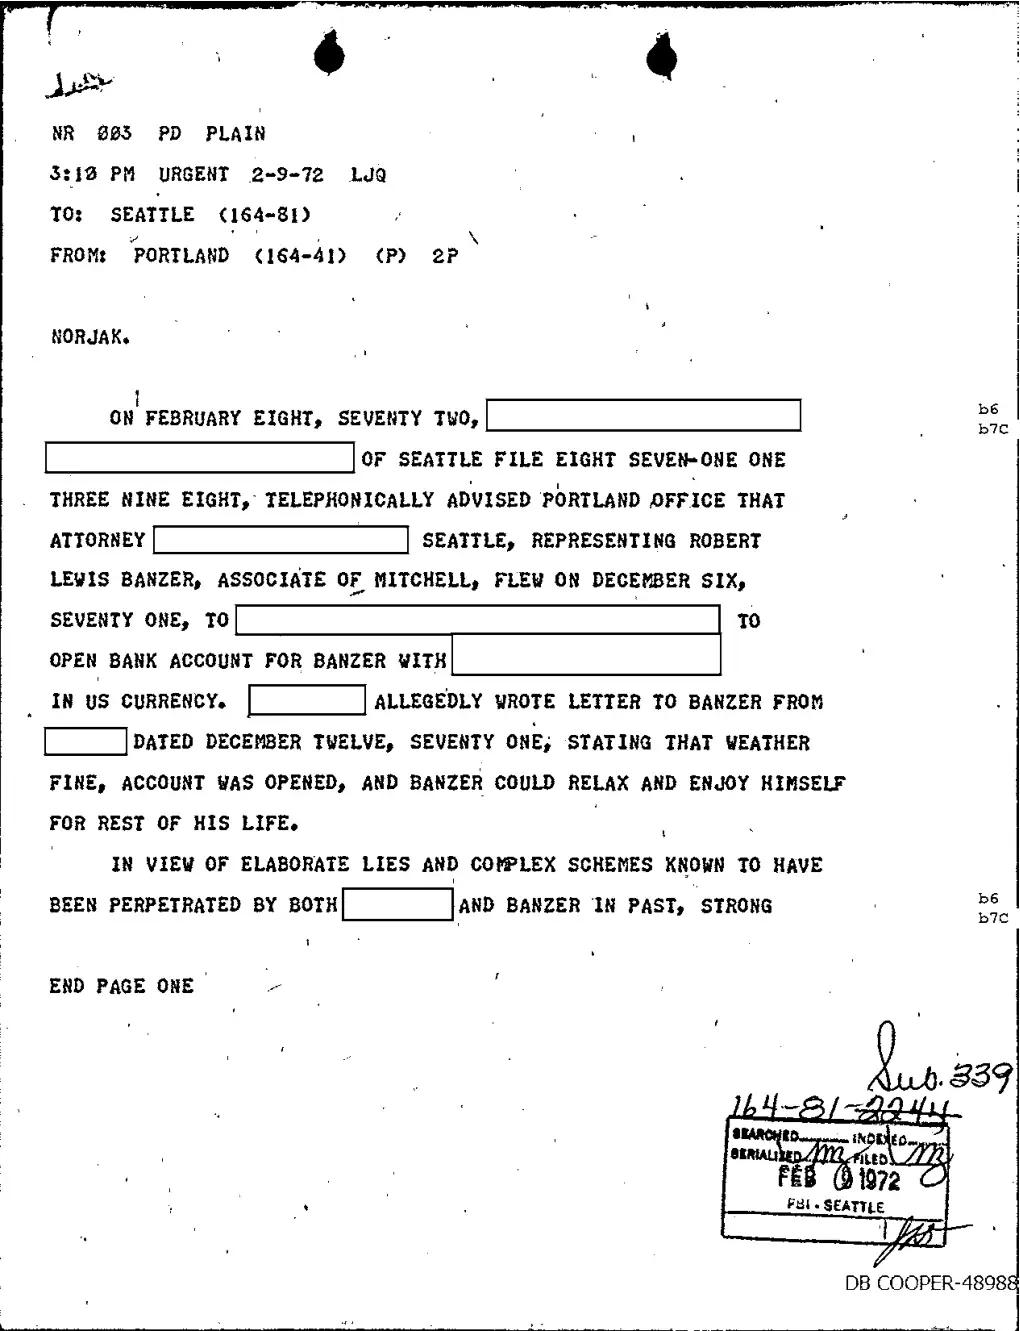 NR 003 PD PLAIN
3:10 PM URGENT 2-9-72 LJQ
TO: SEATTLE (164-81)
FROM: PORTLAND (164-41) (P) 2P
NORJAK.
ON FEBRUARY EIGHT, SEVENTY TWO,
b6
b7C
OF SEATTLE FILE EIGHT SEVEN-ONE ONE
THREE NINE EIGHT, TELEPHONICALLY ADVISED PORTLAND OFFICE THAT
ATTORNEY SEATTLE, REPRESENTING ROBERT
LEWIS BANZER, ASSOCIATE OF MITCHELL, FLEW ON DECEMBER SIX,
SEVENTY ONE, TO TO
OPEN BANK ACCOUNT FOR BANZER WITH
IN US CURRENCY. ALLEGEDLY WROTE LETTER TO BANZER FROM
DATED DECEMBER TWELVE, SEVENTY ONE, STATING THAT WEATHER
FINE, ACCOUNT WAS OPENED, AND BANZER COULD RELAX AND ENJOY HIMSELF
FOR REST OF HIS LIFE.
IN VIEW OF ELABORATE LIES AND COMPLEX SCHEMES KNOWN TO HAVE
BEEN PERPETRATED BY BOTH AND BANZER IN PAST, STRONG
b6
b7C
END PAGE ONE
Sub. 339
164-81-2244
SEARCHED INDEXED
SERIALIZED FILED
FEB 9 1972
FBI - SEATTLE
DB COOPER-48988